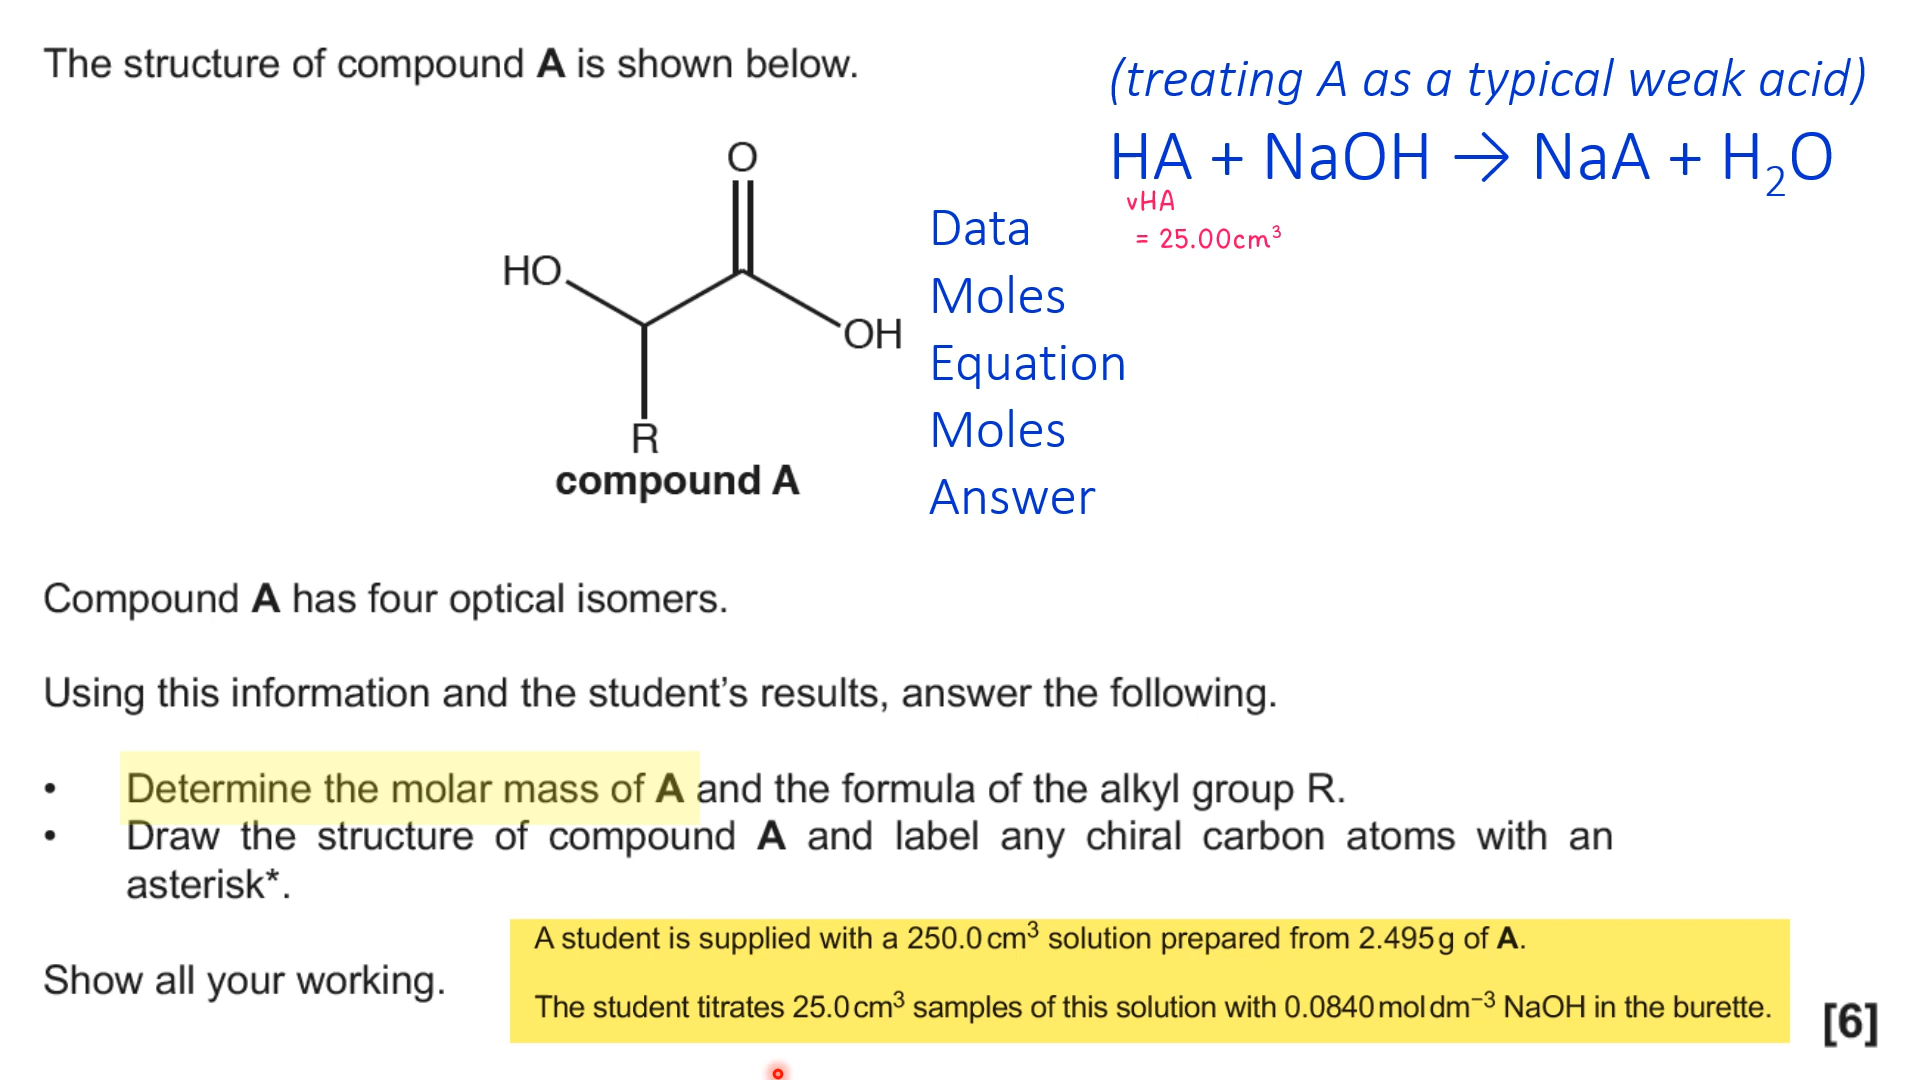 The structure of compound A is shown below.
(treating A as a typical weak acid)
HA + NaOH → NaA + H₂O
vHA
= 25.00cm³
O
HO
OH
R
compound A
Data
Moles
Equation
Moles
Answer
Compound A has four optical isomers.
Using this information and the student’s results, answer the following.
• Determine the molar mass of A and the formula of the alkyl group R.
• Draw the structure of compound A and label any chiral carbon atoms with an
asterisk*.
Show all your working.
A student is supplied with a 250.0 cm³ solution prepared from 2.495 g of A.
The student titrates 25.0 cm³ samples of this solution with 0.0840 mol dm⁻³ NaOH in the burette.
[6]